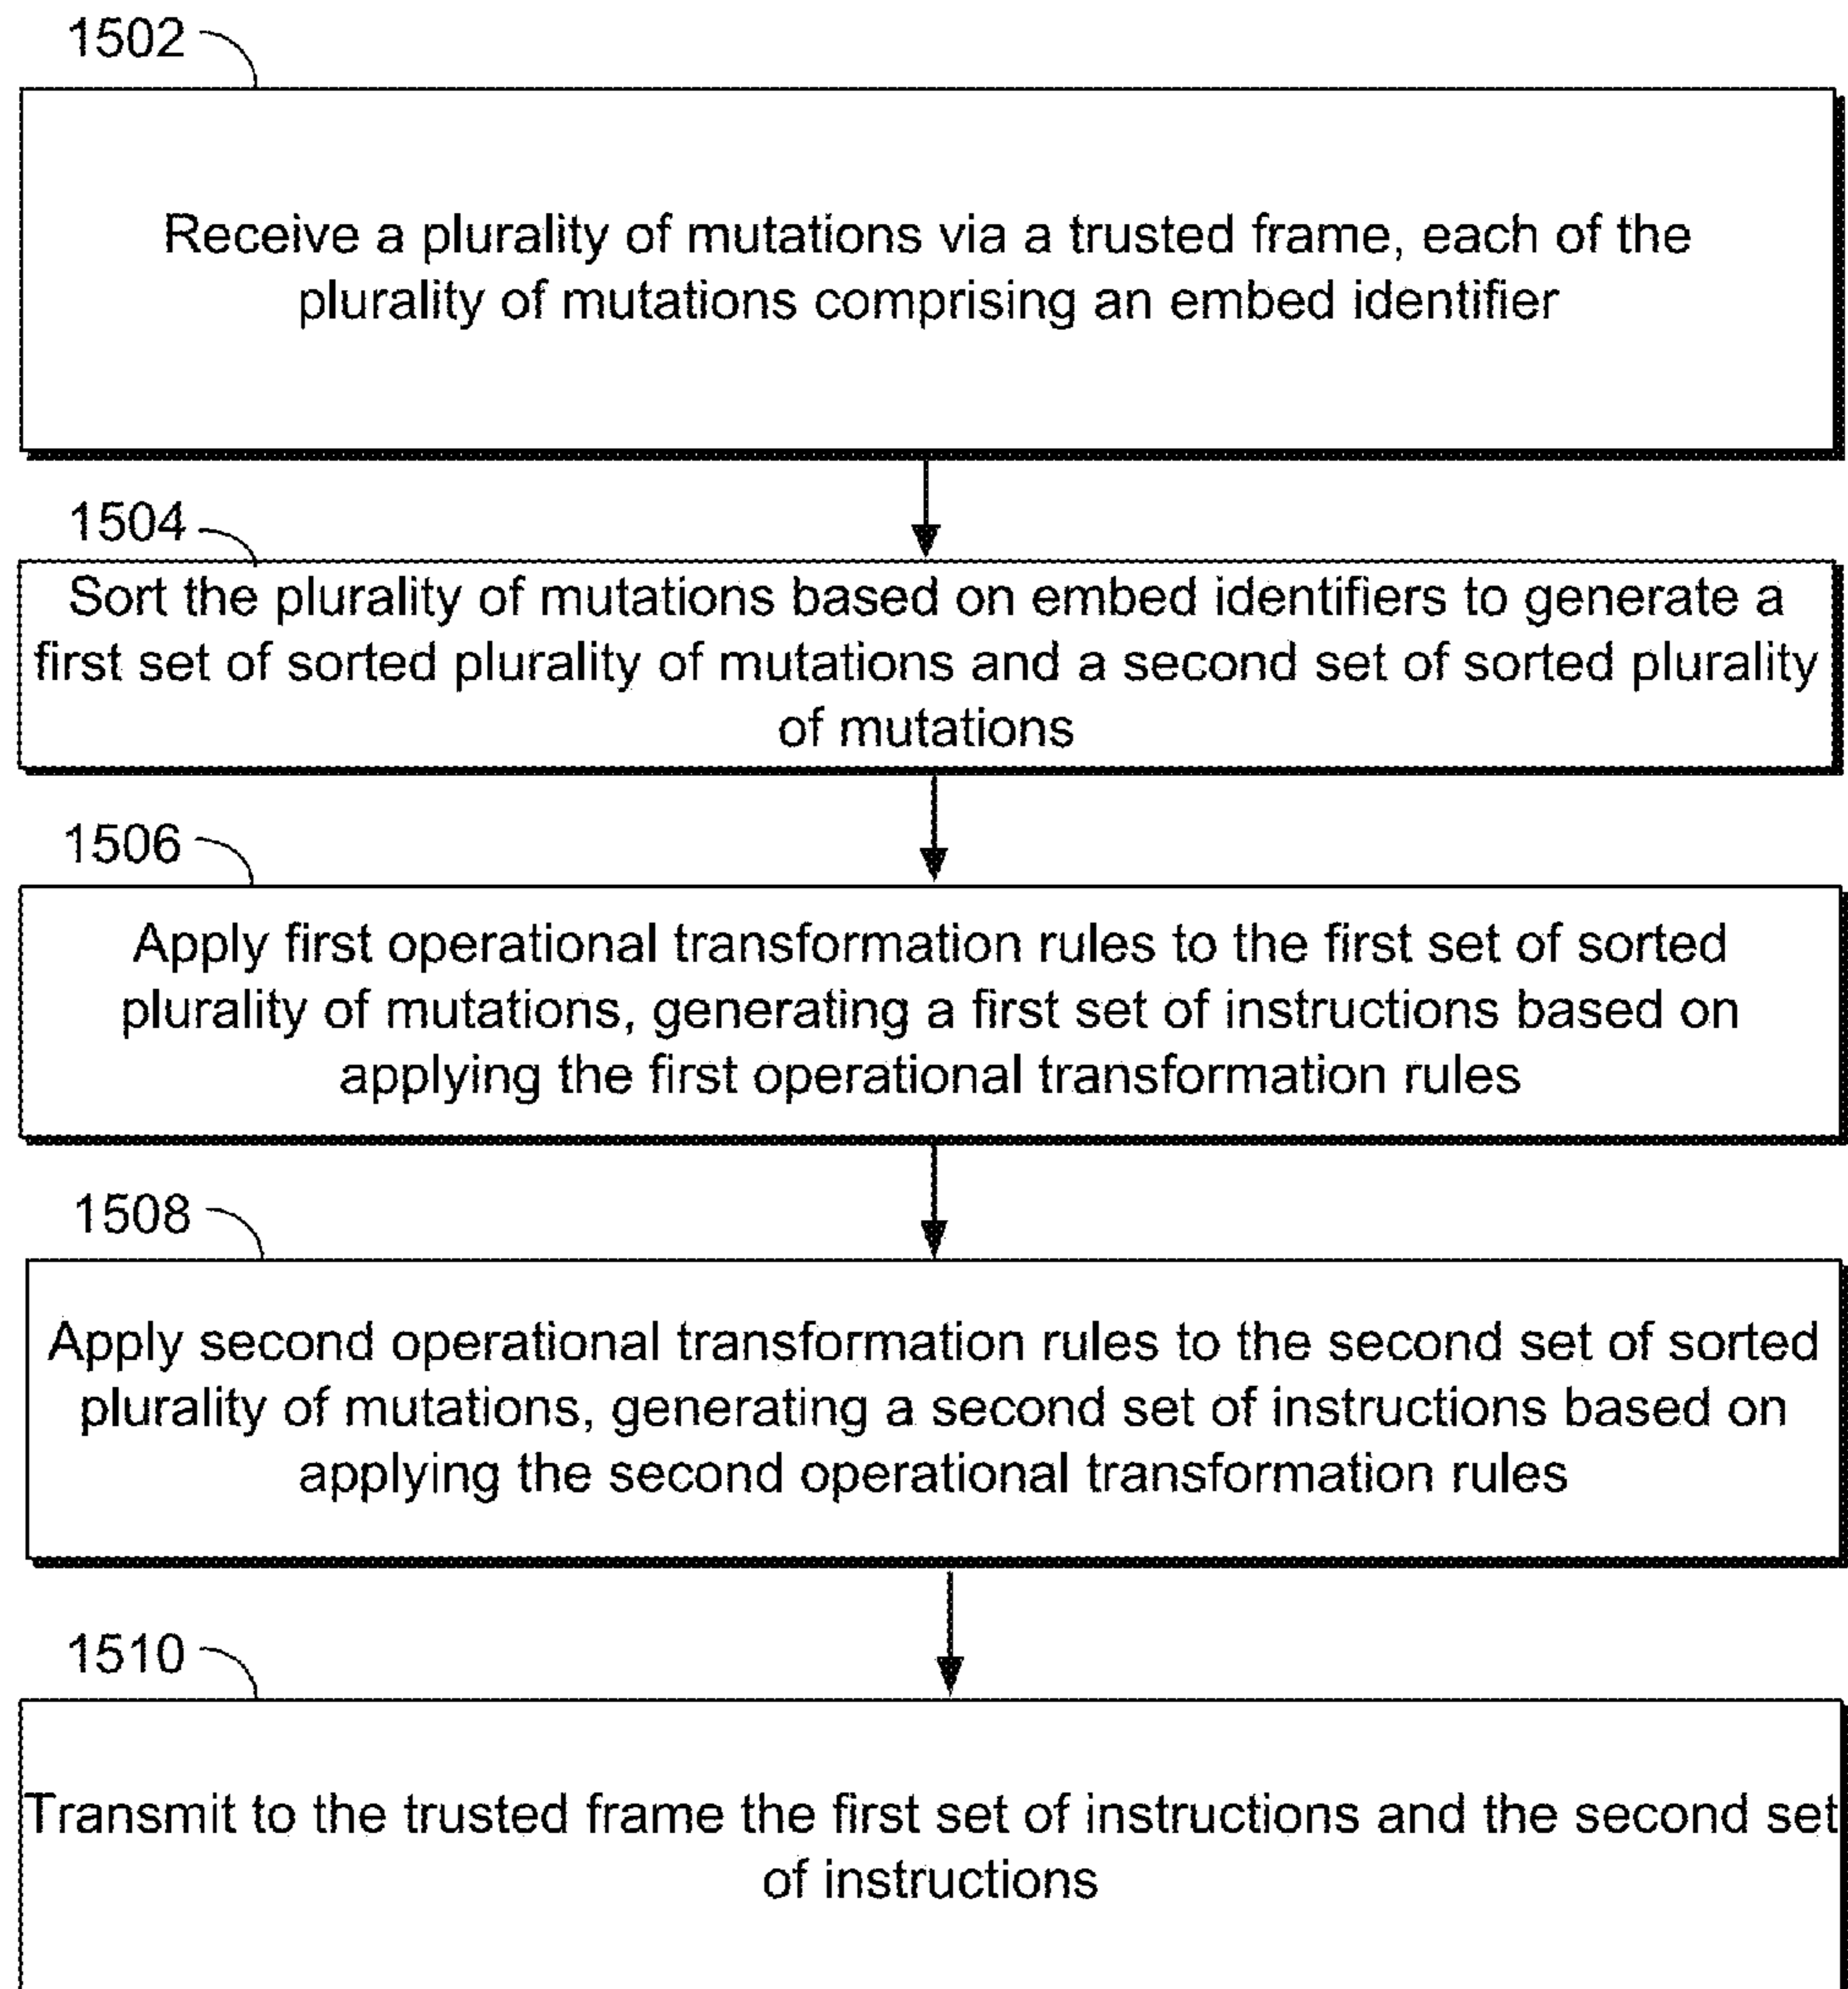 1502
Receive a plurality of mutations via a trusted frame, each of the
plurality of mutations comprising an embed identifier
1504
Sort the plurality of mutations based on embed identifiers to generate a
first set of sorted plurality of mutations and a second set of sorted plurality
of mutations
1506
Apply first operational transformation rules to the first set of sorted
plurality of mutations, generating a first set of instructions based on
applying the first operational transformation rules
1508
Apply second operational transformation rules to the second set of sorted
plurality of mutations, generating a second set of instructions based on
applying the second operational transformation rules
1510
Transmit to the trusted frame the first set of instructions and the second set
of instructions